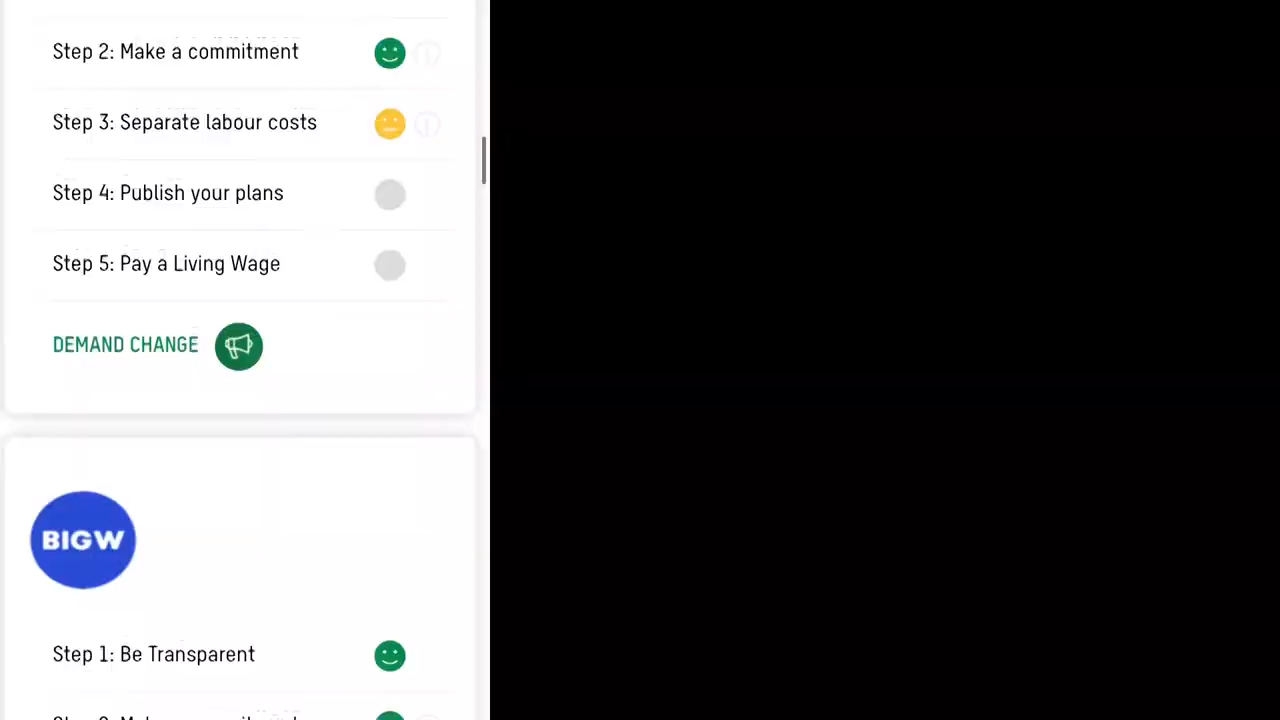 Step 2: Make a commitment
Step 3: Separate labour costs
Step 4: Publish your plans
Step 5: Pay a Living Wage
DEMAND CHANGE
BIGW
Step 1: Be Transparent